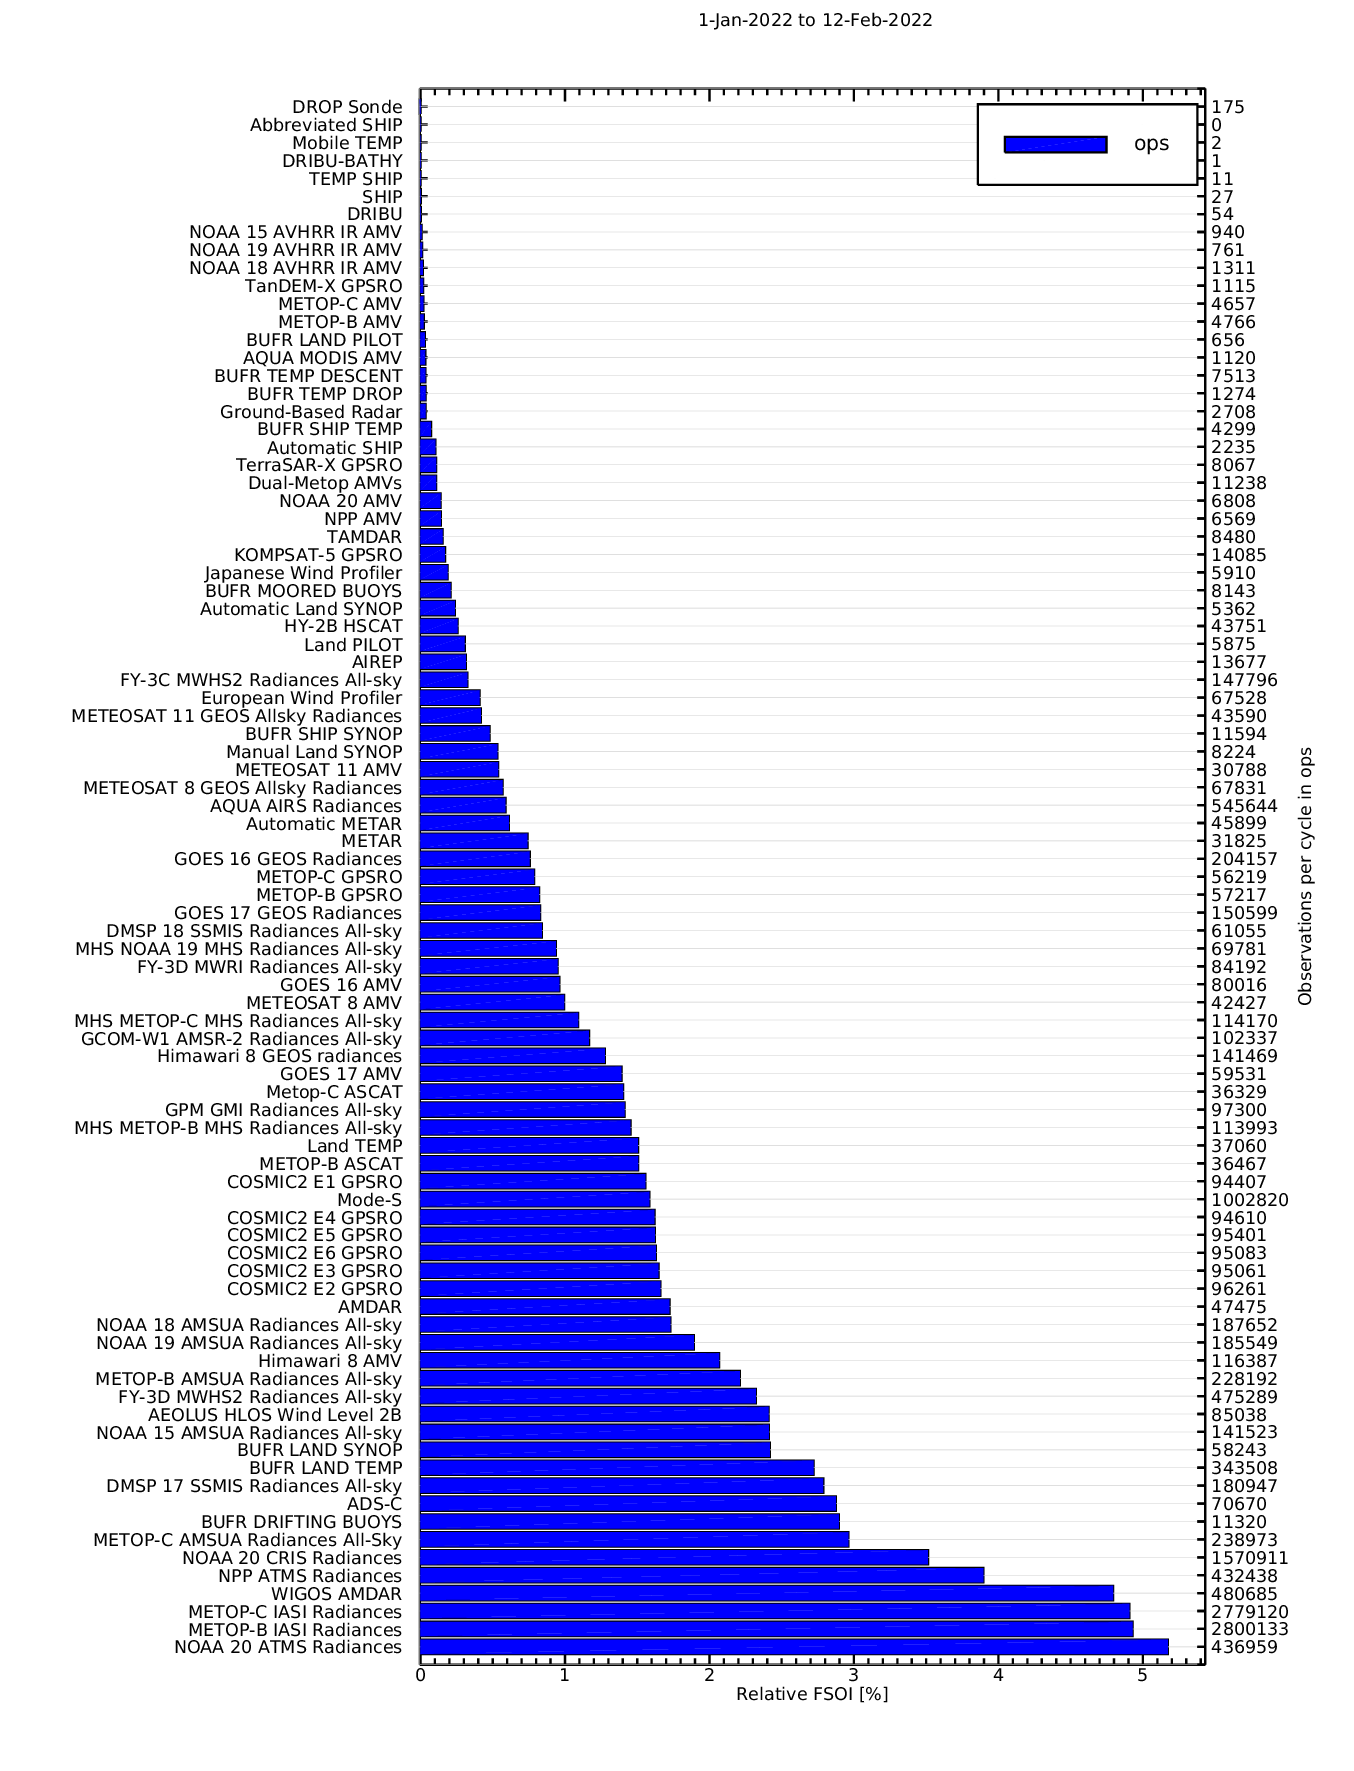 1-Jan-2022 to 12-Feb-2022
ops
DROP Sonde 175
Abbreviated SHIP 0
Mobile TEMP 2
DRIBU-BATHY 1
TEMP SHIP 11
SHIP 27
DRIBU 54
NOAA 15 AVHRR IR AMV 940
NOAA 19 AVHRR IR AMV 761
NOAA 18 AVHRR IR AMV 1311
TanDEM-X GPSRO 1115
METOP-C AMV 4657
METOP-B AMV 4766
BUFR LAND PILOT 656
AQUA MODIS AMV 1120
BUFR TEMP DESCENT 7513
BUFR TEMP DROP 1274
Ground-Based Radar 2708
BUFR SHIP TEMP 4299
Automatic SHIP 2235
TerraSAR-X GPSRO 8067
Dual-Metop AMVs 11238
NOAA 20 AMV 6808
NPP AMV 6569
TAMDAR 8480
KOMPSAT-5 GPSRO 14085
Japanese Wind Profiler 5910
BUFR MOORED BUOYS 8143
Automatic Land SYNOP 5362
HY-2B HSCAT 43751
Land PILOT 5875
AIREP 13677
FY-3C MWHS2 Radiances All-sky 147796
European Wind Profiler 67528
METEOSAT 11 GEOS Allsky Radiances 43590
BUFR SHIP SYNOP 11594
Manual Land SYNOP 8224
METEOSAT 11 AMV 30788
METEOSAT 8 GEOS Allsky Radiances 67831
AQUA AIRS Radiances 545644
Automatic METAR 45899
METAR 31825
GOES 16 GEOS Radiances 204157
METOP-C GPSRO 56219
METOP-B GPSRO 57217
GOES 17 GEOS Radiances 150599
DMSP 18 SSMIS Radiances All-sky 61055
MHS NOAA 19 MHS Radiances All-sky 69781
FY-3D MWRI Radiances All-sky 84192
GOES 16 AMV 80016
METEOSAT 8 AMV 42427
MHS METOP-C MHS Radiances All-sky 114170
GCOM-W1 AMSR-2 Radiances All-sky 102337
Himawari 8 GEOS radiances 141469
GOES 17 AMV 59531
Metop-C ASCAT 36329
GPM GMI Radiances All-sky 97300
MHS METOP-B MHS Radiances All-sky 113993
Land TEMP 37060
METOP-B ASCAT 36467
COSMIC2 E1 GPSRO 94407
Mode-S 1002820
COSMIC2 E4 GPSRO 94610
COSMIC2 E5 GPSRO 95401
COSMIC2 E6 GPSRO 95083
COSMIC2 E3 GPSRO 95061
COSMIC2 E2 GPSRO 96261
AMDAR 47475
NOAA 18 AMSUA Radiances All-sky 187652
NOAA 19 AMSUA Radiances All-sky 185549
Himawari 8 AMV 116387
METOP-B AMSUA Radiances All-sky 228192
FY-3D MWHS2 Radiances All-sky 475289
AEOLUS HLOS Wind Level 2B 85038
NOAA 15 AMSUA Radiances All-sky 141523
BUFR LAND SYNOP 58243
BUFR LAND TEMP 343508
DMSP 17 SSMIS Radiances All-sky 180947
ADS-C 70670
BUFR DRIFTING BUOYS 11320
METOP-C AMSUA Radiances All-Sky 238973
NOAA 20 CRIS Radiances 1570911
NPP ATMS Radiances 432438
WIGOS AMDAR 480685
METOP-C IASI Radiances 2779120
METOP-B IASI Radiances 2800133
NOAA 20 ATMS Radiances 436959
0 1 2 3 4 5
Relative FSOI [%]
Observations per cycle in ops